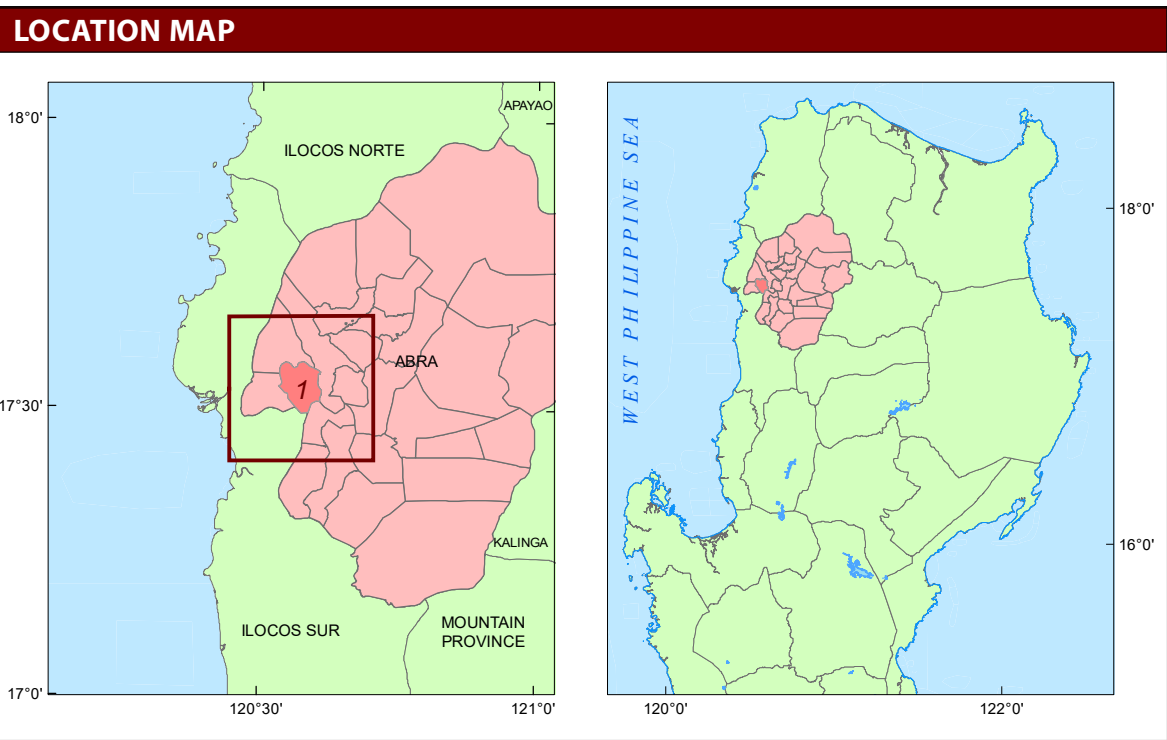 LOCATION MAP
APAYAO
18°0'
ILOCOS NORTE
ABRA
1
17°30'
KALINGA
ILOCOS SUR
MOUNTAIN
PROVINCE
17°0'
120°30'
121°0'
WEST PHILIPPINE SEA
18°0'
16°0'
120°0'
122°0'